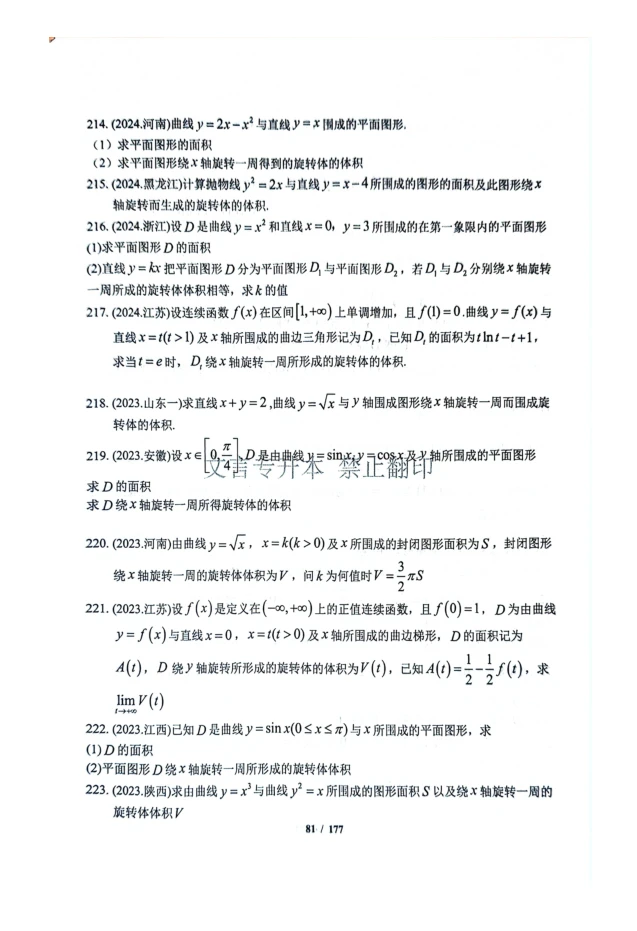 214. (2024.河南)曲线 y = 2x − x² 与直线 y = x 围成的平面图形.
（1）求平面图形的面积
（2）求平面图形绕 x 轴旋转一周得到的旋转体的体积
215. (2024.黑龙江)计算抛物线 y² = 2x 与直线 y = x − 4 所围成的图形的面积及此图形绕 x
轴旋转而生成的旋转体的体积.
216. (2024.浙江)设 D 是曲线 y = x² 和直线 x = 0，y = 3 所围成的在第一象限内的平面图形
(1)求平面图形 D 的面积
(2)直线 y = kx 把平面图形 D 分为平面图形 D₁ 与平面图形 D₂，若 D₁ 与 D₂ 分别绕 x 轴旋转
一周所成的旋转体体积相等，求 k 的值
217. (2024.江苏)设连续函数 f(x) 在区间[1,+∞) 上单调增加，且 f(1) = 0.曲线 y = f(x) 与
直线 x = t(t > 1) 及 x 轴所围成的曲边三角形记为 Dₜ，已知 Dₜ 的面积为 t ln t − t + 1，
求当 t = e 时，Dₜ 绕 x 轴旋转一周所形成的旋转体的体积.
218. (2023.山东一)求直线 x + y = 2 ,曲线 y = √x 与 y 轴围成图形绕 x 轴旋转一周而围成旋
转体的体积.
219. (2023.安徽)设 x ∈ [0, π/4], D 是由曲线 y = sin x, y = cos x 及 y 轴所围成的平面图形
文言专升本 禁止翻印
求 D 的面积
求 D 绕 x 轴旋转一周所得旋转体的体积
220. (2023.河南)由曲线 y = √x，x = k(k > 0) 及 x 所围成的封闭图形面积为 S，封闭图形
绕 x 轴旋转一周的旋转体体积为 V，问 k 为何值时 V = 3/2 πS
221. (2023.江苏)设 f(x) 是定义在 (−∞,+∞) 上的正值连续函数，且 f(0) = 1，D 为由曲线
y = f(x) 与直线 x = 0，x = t(t > 0) 及 x 轴所围成的曲边梯形，D 的面积记为
A(t)，D 绕 y 轴旋转所形成的旋转体的体积为 V(t)，已知 A(t) = 1/2 − 1/2 f(t)，求
lim t→+∞ V(t)
222. (2023.江西)已知 D 是曲线 y = sin x(0 ≤ x ≤ π) 与 x 所围成的平面图形，求
(1) D 的面积
(2)平面图形 D 绕 x 轴旋转一周所形成的旋转体体积
223. (2023.陕西)求由曲线 y = x³ 与曲线 y² = x 所围成的图形面积 S 以及绕 x 轴旋转一周的
旋转体体积 V
81 / 177